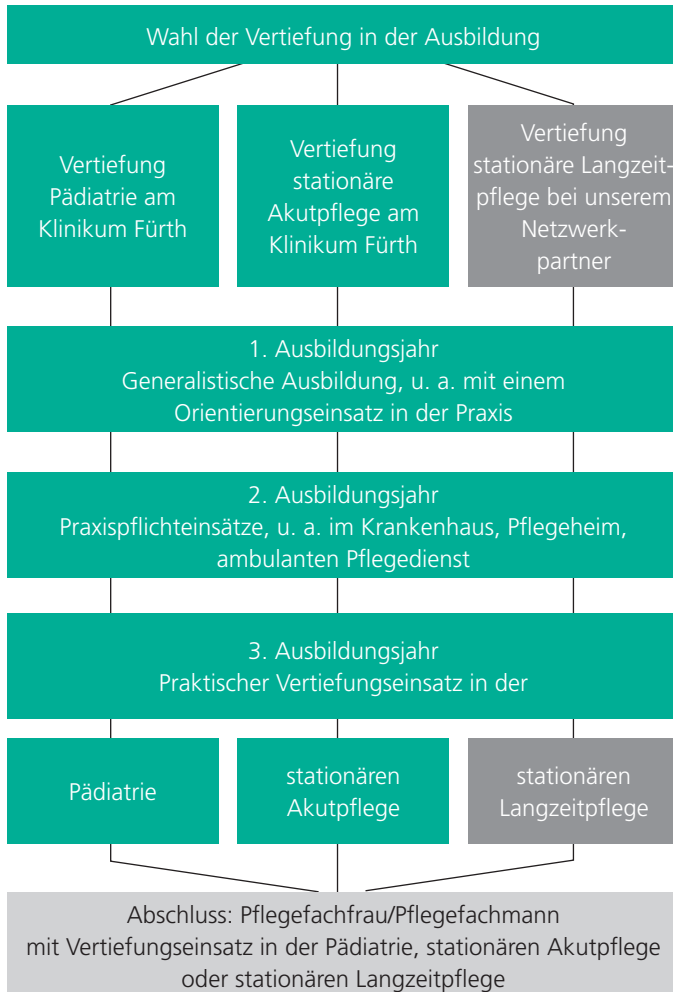 Wahl der Vertiefung in der Ausbildung
Vertiefung
Pädiatrie am
Klinikum Fürth
Vertiefung
stationäre
Akutpflege am
Klinikum Fürth
Vertiefung
stationäre Langzeit-
pflege bei unserem
Netzwerk-
partner
1. Ausbildungsjahr
Generalistische Ausbildung, u. a. mit einem
Orientierungseinsatz in der Praxis
2. Ausbildungsjahr
Praxispflichteinsätze, u. a. im Krankenhaus, Pflegeheim,
ambulanten Pflegedienst
3. Ausbildungsjahr
Praktischer Vertiefungseinsatz in der
Pädiatrie
stationären
Akutpflege
stationären
Langzeitpflege
Abschluss: Pflegefachfrau/Pflegefachmann
mit Vertiefungseinsatz in der Pädiatrie, stationären Akutpflege
oder stationären Langzeitpflege